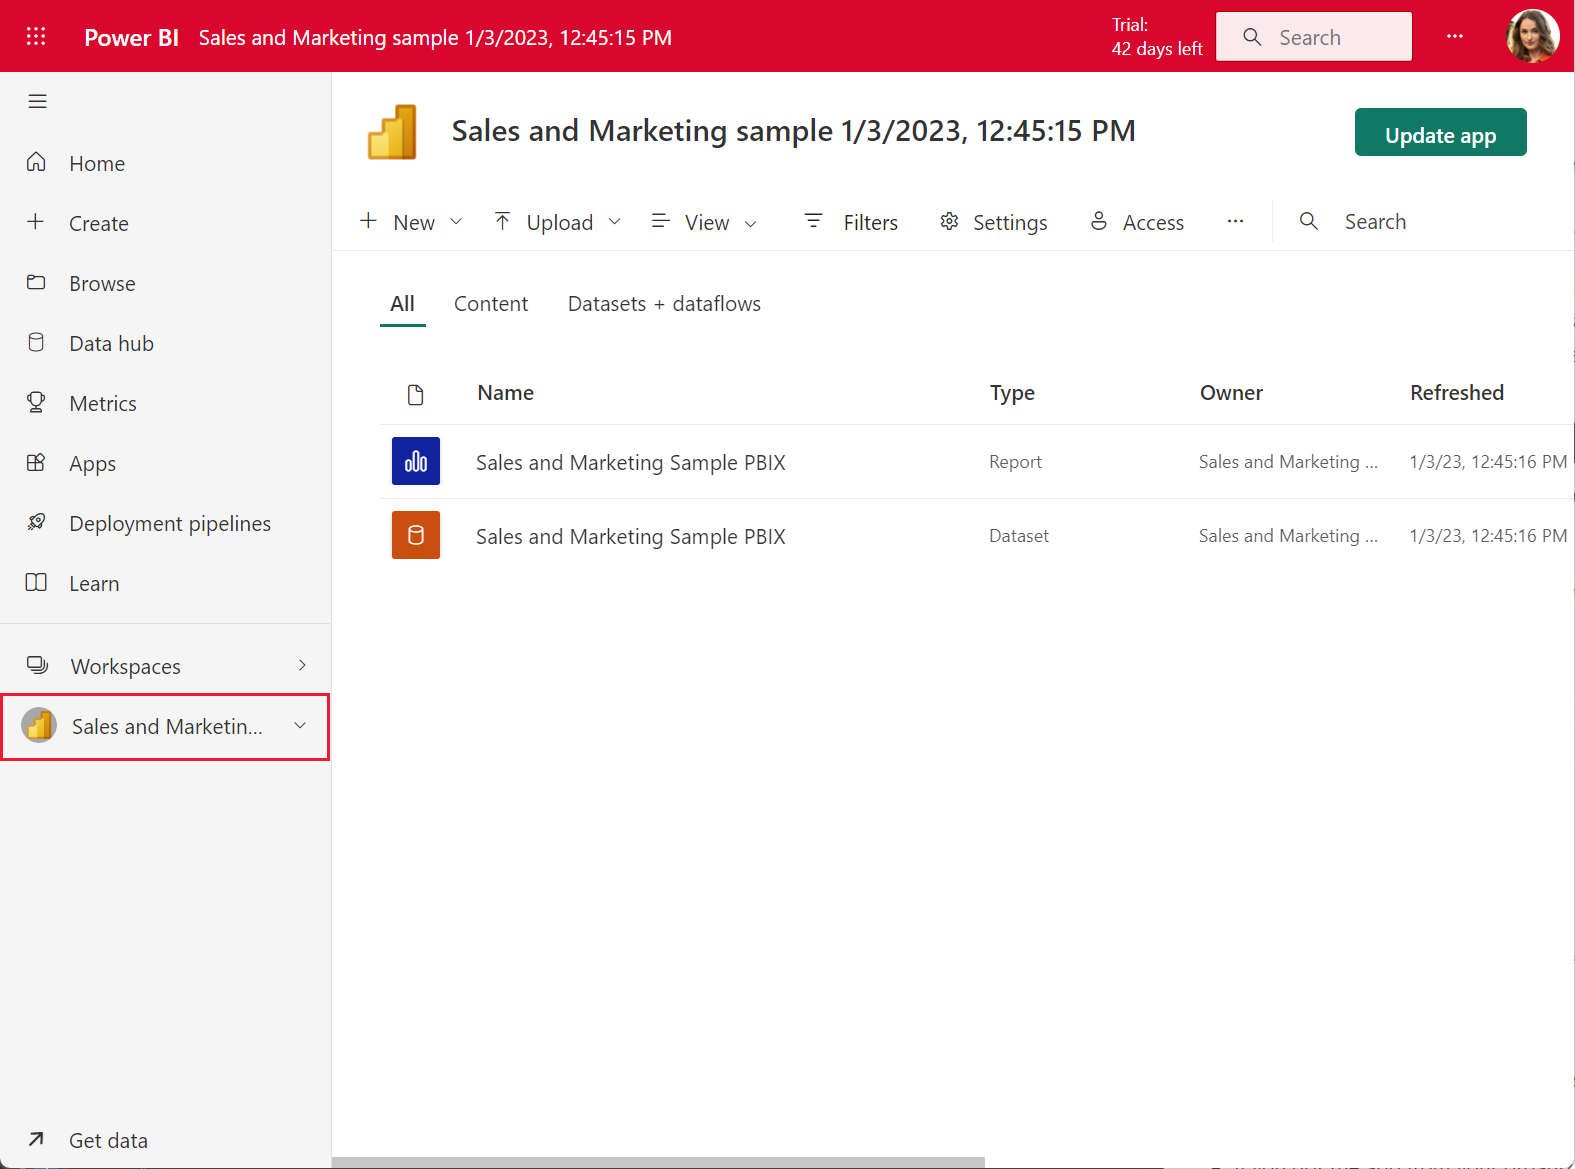 Power BI Sales and Marketing sample 1/3/2023, 12:45:15 PM
Trial:
42 days left
Search
Home
Create
Browse
Data hub
Metrics
Apps
Deployment pipelines
Learn
Workspaces
Sales and Marketin...
Get data
Sales and Marketing sample 1/3/2023, 12:45:15 PM
Update app
New Upload View Filters Settings Access ... Search
All Content Datasets + dataflows
Name Type Owner Refreshed
Sales and Marketing Sample PBIX Report Sales and Marketing ... 1/3/23, 12:45:16 PM
Sales and Marketing Sample PBIX Dataset Sales and Marketing ... 1/3/23, 12:45:16 PM